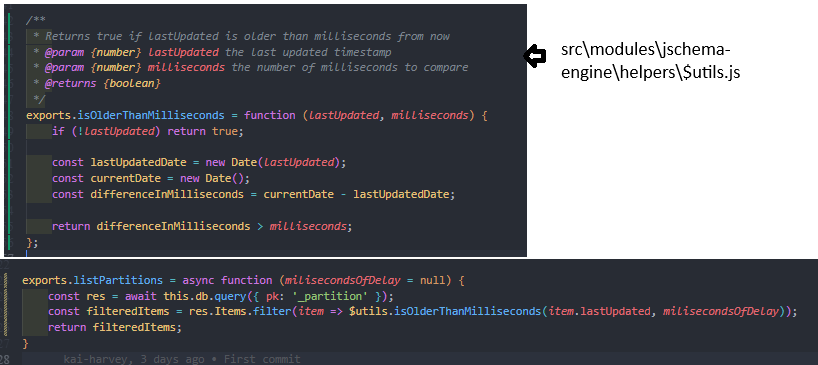 /**
 * Returns true if lastUpdated is older than milliseconds from now
 * @param {number} lastUpdated the last updated timestamp
 * @param {number} milliseconds the number of milliseconds to compare
 * @returns {boolean}
 */
exports.isOlderThanMilliseconds = function (lastUpdated, milliseconds) {
    if (!lastUpdated) return true;

    const lastUpdatedDate = new Date(lastUpdated);
    const currentDate = new Date();
    const differenceInMilliseconds = currentDate - lastUpdatedDate;

    return differenceInMilliseconds > milliseconds;
};
src\modules\jschema-
engine\helpers\$utils.js
exports.listPartitions = async function (milisecondsOfDelay = null) {
    const res = await this.db.query({ pk: '_partition' });
    const filteredItems = res.Items.filter(item => $utils.isOlderThanMilliseconds(item.lastUpdated, milisecondsOfDelay));
    return filteredItems;
}
28
kai-harvey, 3 days ago • First commit